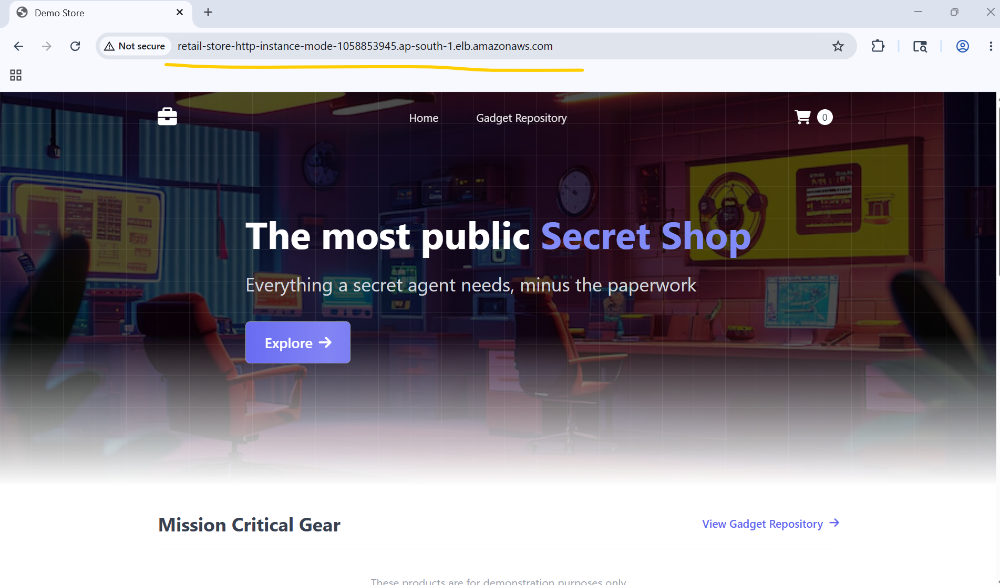 Demo Store
Not secure
retail-store-http-instance-mode-1058853945.ap-south-1.elb.amazonaws.com
Home
Gadget Repository
0
The most public Secret Shop
Everything a secret agent needs, minus the paperwork
Explore
Mission Critical Gear
View Gadget Repository
These products are for demonstration purposes only